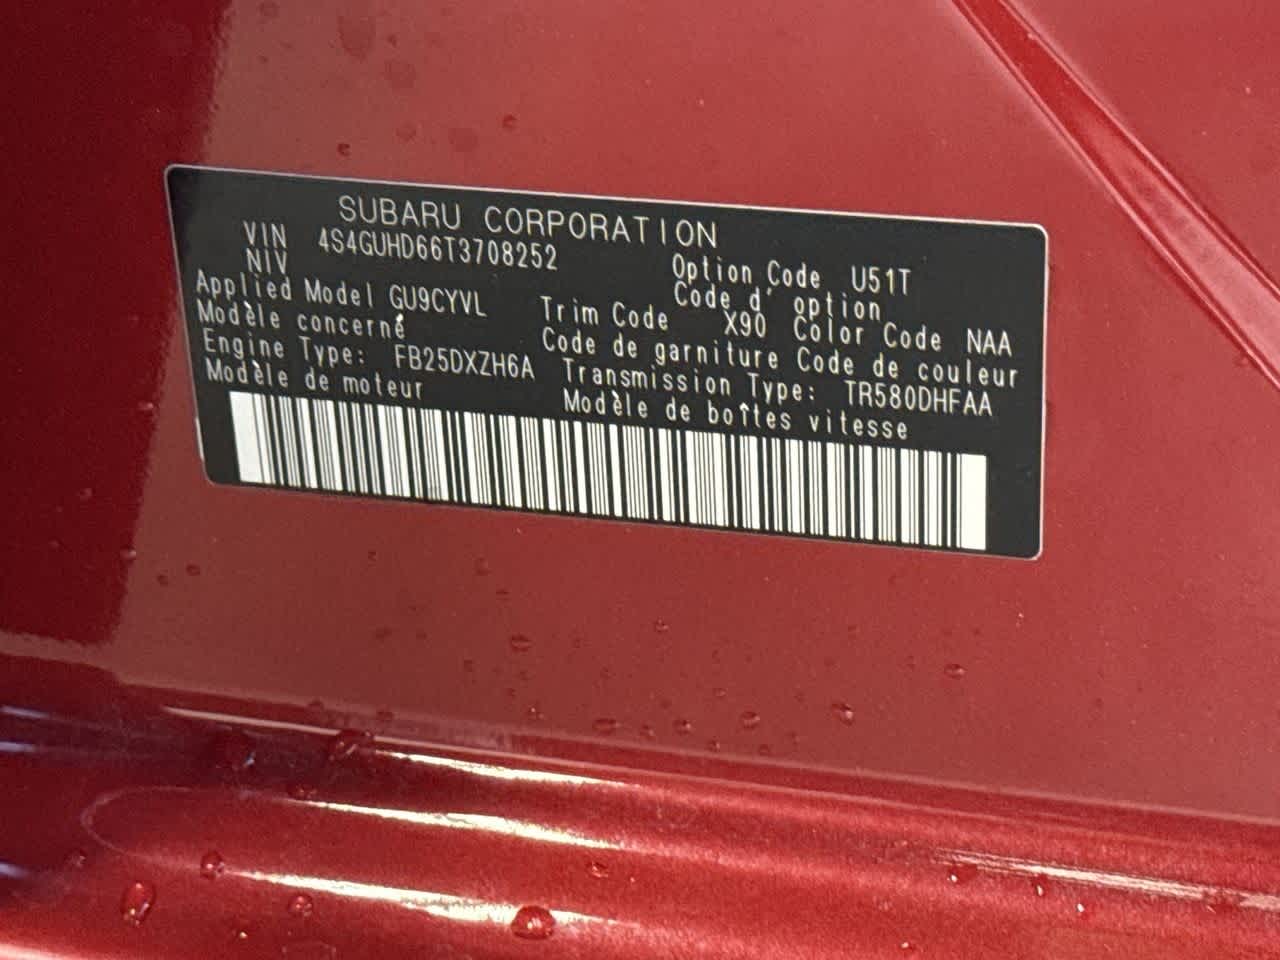 SUBARU CORPORATION
VIN 4S4GUHD66T3708252
NIV
Option Code U51T
Code d' option
Applied Model GU9CYVL
Modèle concerné
Trim Code X90 Color Code NAA
Code de garniture Code de couleur
Engine Type: FB25DXZH6A
Modèle de moteur
Transmission Type: TR580DHFAA
Modèle de boîtes vitesse